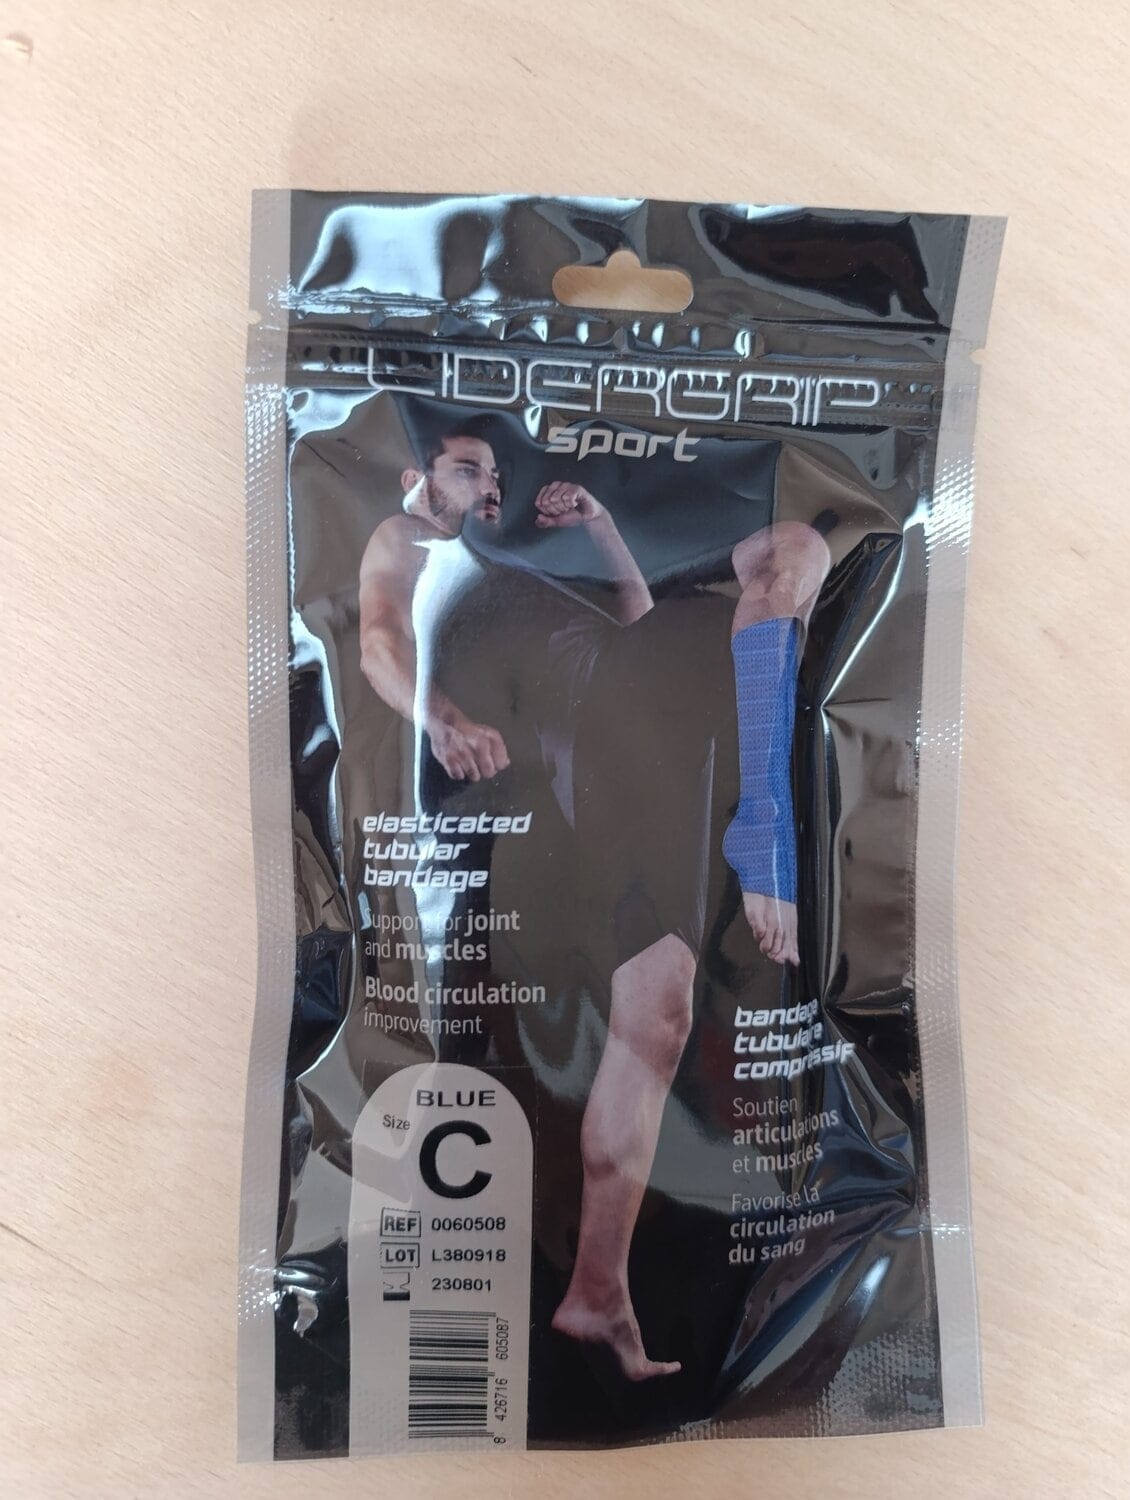 LIDERGRIP
sport
elasticated
tubular
bandage
Support for joint
and muscles
Blood circulation
improvement
bandage
tubulaire
compressif
Soutien
articulations
et muscles
Favorise la
circulation
du sang
BLUE
Size C
REF 0060508
LOT L380918
230801
8 426716 605087